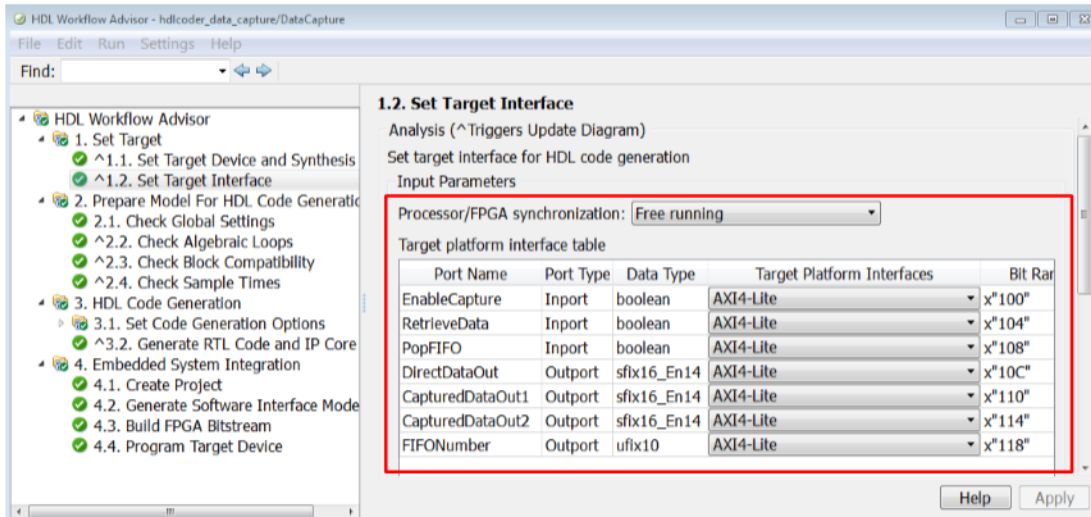 HDL Workflow Advisor - hdlcoder_data_capture/DataCapture
File Edit Run Settings Help
Find:
HDL Workflow Advisor
1. Set Target
^1.1. Set Target Device and Synthesis
^1.2. Set Target Interface
2. Prepare Model For HDL Code Generatic
2.1. Check Global Settings
^2.2. Check Algebraic Loops
^2.3. Check Block Compatibility
^2.4. Check Sample Times
3. HDL Code Generation
3.1. Set Code Generation Options
^3.2. Generate RTL Code and IP Core
4. Embedded System Integration
4.1. Create Project
4.2. Generate Software Interface Mode
4.3. Build FPGA Bitstream
4.4. Program Target Device
1.2. Set Target Interface
Analysis (^Triggers Update Diagram)
Set target interface for HDL code generation
Input Parameters
Processor/FPGA synchronization: Free running
Target platform interface table
Port Name Port Type Data Type Target Platform Interfaces Bit Ran
EnableCapture Inport boolean AXI4-Lite x"100"
RetrieveData Inport boolean AXI4-Lite x"104"
PopFIFO Inport boolean AXI4-Lite x"108"
DirectDataOut Outport sfix16_En14 AXI4-Lite x"10C"
CapturedDataOut1 Outport sfix16_En14 AXI4-Lite x"110"
CapturedDataOut2 Outport sfix16_En14 AXI4-Lite x"114"
FIFONumber Outport ufix10 AXI4-Lite x"118"
Help Apply